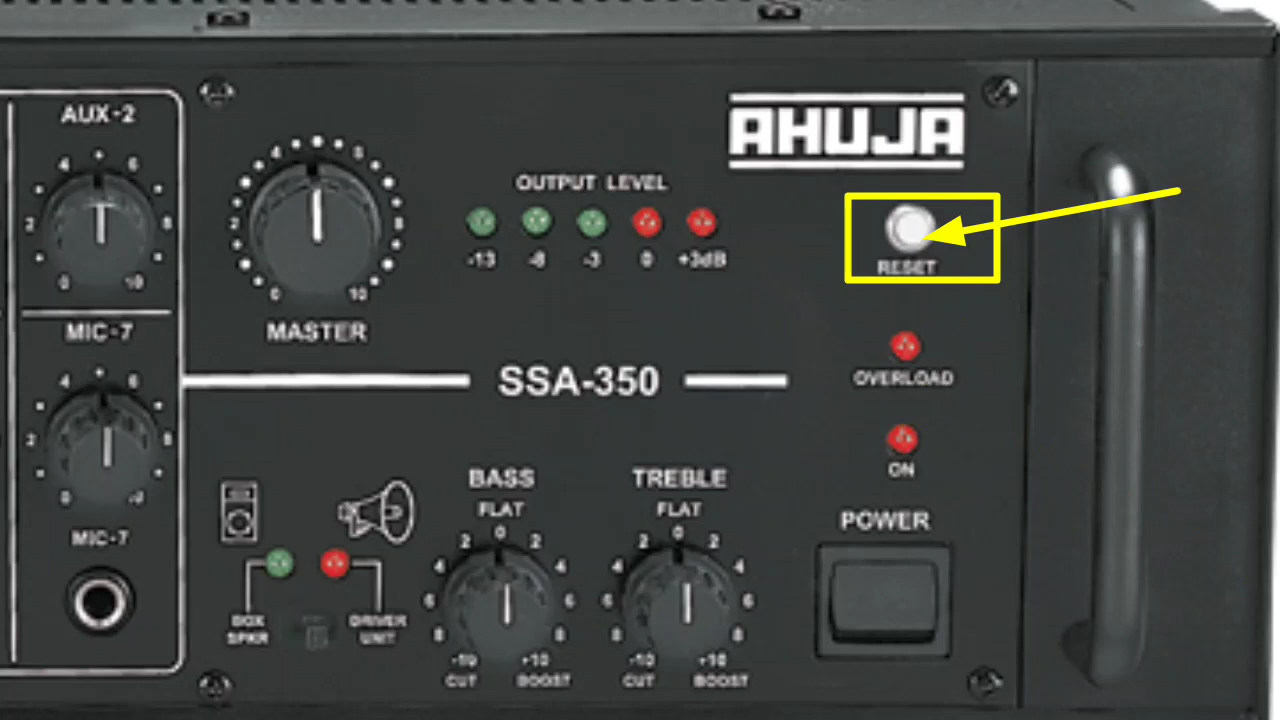 AUX-2
4 6
2 8
0 10
MIC-7
4 6
2 8
0
MIC-7
4 6
2 8
0 10
MASTER
OUTPUT LEVEL
-13 -8 -3 0 +3dB
AHUJA
RESET
OVERLOAD
ON
POWER
SSA-350
BOX
SPKR
DRIVER
UNIT
BASS
FLAT
0
2 2
4 4
6 6
8 8
-10 +10
CUT BOOST
TREBLE
FLAT
0
2 2
4 4
6 6
8 8
-10 +10
CUT BOOST